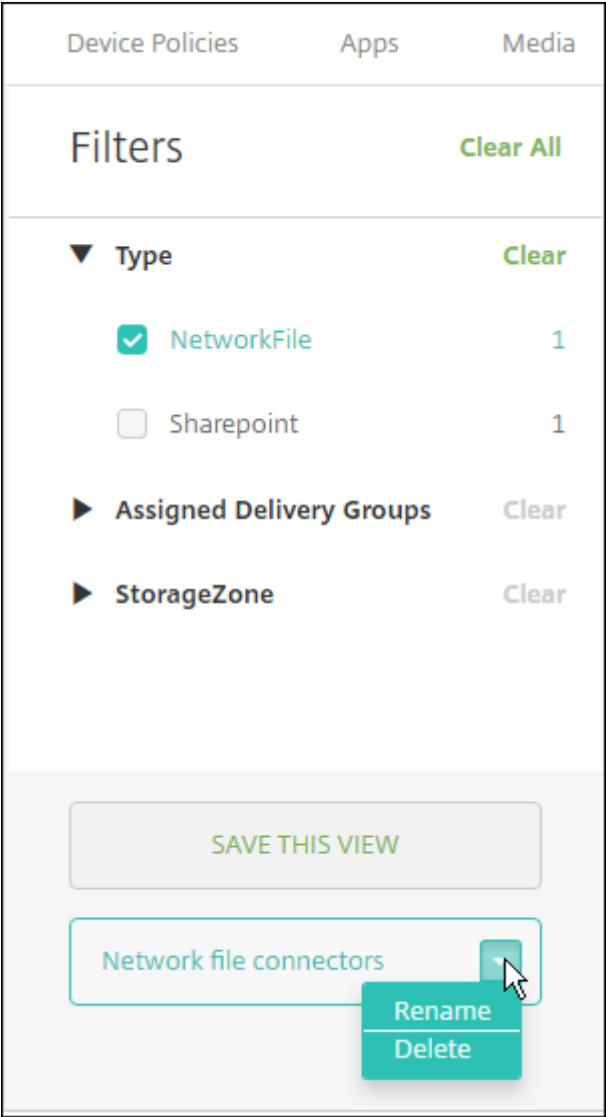 Device Policies Apps Media
Filters Clear All
Type Clear
NetworkFile 1
Sharepoint 1
Assigned Delivery Groups Clear
StorageZone Clear
SAVE THIS VIEW
Network file connectors
Rename
Delete